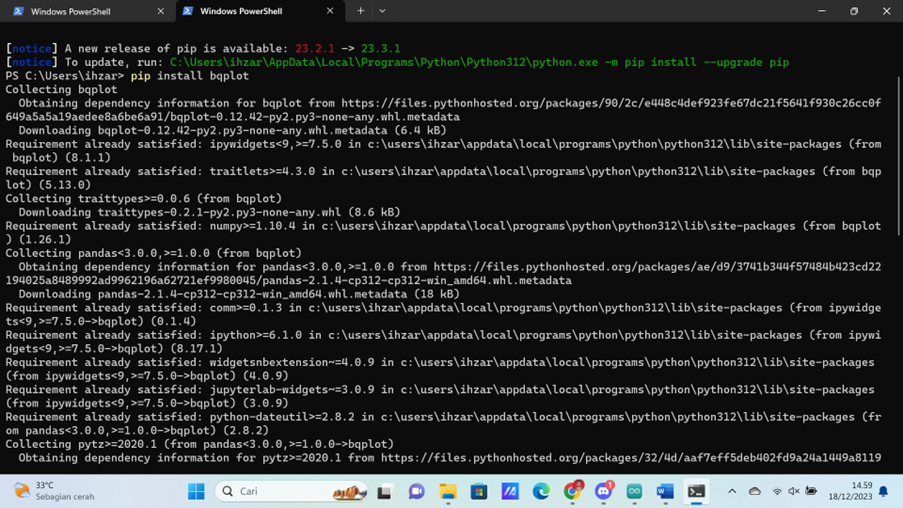 Windows PowerShell
Windows PowerShell
[notice] A new release of pip is available: 23.2.1 -> 23.3.1
[notice] To update, run: C:\Users\ihzar\AppData\Local\Programs\Python\Python312\python.exe -m pip install --upgrade pip
PS C:\Users\ihzar> pip install bqplot
Collecting bqplot
  Obtaining dependency information for bqplot from https://files.pythonhosted.org/packages/90/2c/e448c4def923fe67dc21f5641f930c26cc0f
649a5a5a19aedee8a6be6a91/bqplot-0.12.42-py2.py3-none-any.whl.metadata
  Downloading bqplot-0.12.42-py2.py3-none-any.whl.metadata (6.4 kB)
Requirement already satisfied: ipywidgets<9,>=7.5.0 in c:\users\ihzar\appdata\local\programs\python\python312\lib\site-packages (from
 bqplot) (8.1.1)
Requirement already satisfied: traitlets>=4.3.0 in c:\users\ihzar\appdata\local\programs\python\python312\lib\site-packages (from bqp
lot) (5.13.0)
Collecting traittypes>=0.0.6 (from bqplot)
  Downloading traittypes-0.2.1-py2.py3-none-any.whl (8.6 kB)
Requirement already satisfied: numpy>=1.10.4 in c:\users\ihzar\appdata\local\programs\python\python312\lib\site-packages (from bqplot
) (1.26.1)
Collecting pandas<3.0.0,>=1.0.0 (from bqplot)
  Obtaining dependency information for pandas<3.0.0,>=1.0.0 from https://files.pythonhosted.org/packages/ae/d9/3741b344f57484b423cd22
194025a8489992ad9962196a62721ef9980045/pandas-2.1.4-cp312-cp312-win_amd64.whl.metadata
  Downloading pandas-2.1.4-cp312-cp312-win_amd64.whl.metadata (18 kB)
Requirement already satisfied: comm>=0.1.3 in c:\users\ihzar\appdata\local\programs\python\python312\lib\site-packages (from ipywidge
ts<9,>=7.5.0->bqplot) (0.1.4)
Requirement already satisfied: ipython>=6.1.0 in c:\users\ihzar\appdata\local\programs\python\python312\lib\site-packages (from ipywi
dgets<9,>=7.5.0->bqplot) (8.17.1)
Requirement already satisfied: widgetsnbextension~=4.0.9 in c:\users\ihzar\appdata\local\programs\python\python312\lib\site-packages
(from ipywidgets<9,>=7.5.0->bqplot) (4.0.9)
Requirement already satisfied: jupyterlab-widgets~=3.0.9 in c:\users\ihzar\appdata\local\programs\python\python312\lib\site-packages
(from ipywidgets<9,>=7.5.0->bqplot) (3.0.9)
Requirement already satisfied: python-dateutil>=2.8.2 in c:\users\ihzar\appdata\local\programs\python\python312\lib\site-packages (fr
om pandas<3.0.0,>=1.0.0->bqplot) (2.8.2)
Collecting pytz>=2020.1 (from pandas<3.0.0,>=1.0.0->bqplot)
  Obtaining dependency information for pytz>=2020.1 from https://files.pythonhosted.org/packages/32/4d/aaf7eff5deb402fd9a24a1449a8119
33°C
Sebagian cerah
Cari
14.59
18/12/2023